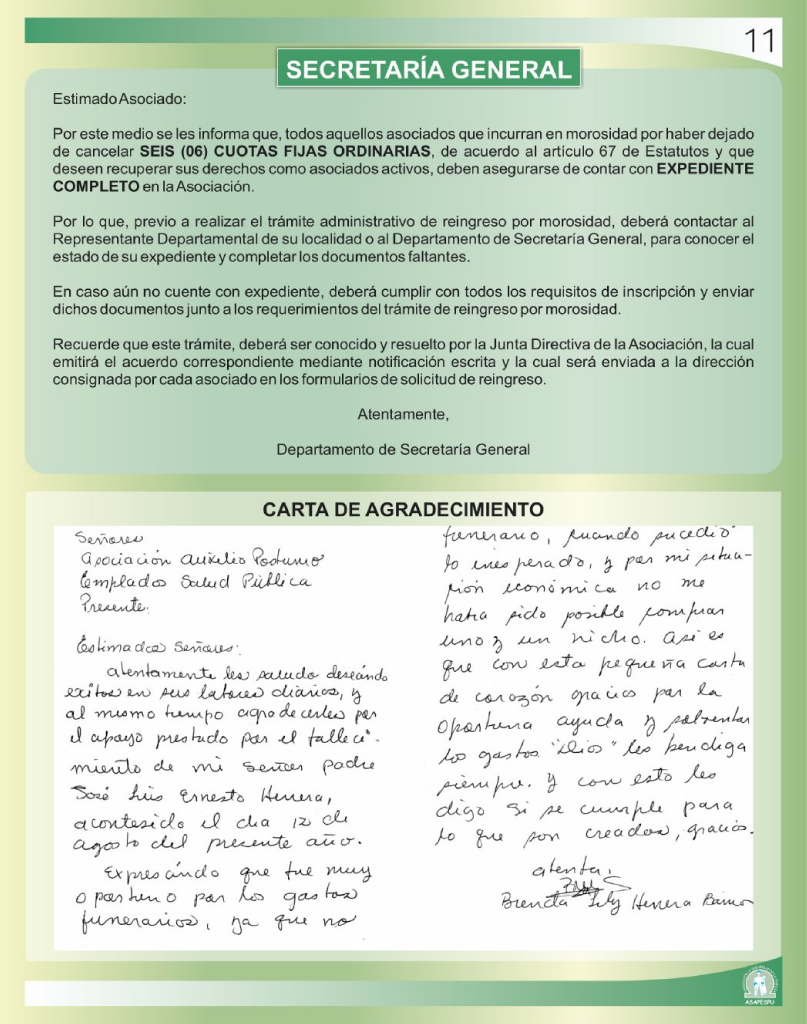 11
SECRETARÍA GENERAL
Estimado Asociado:
Por este medio se les informa que, todos aquellos asociados que incurran en morosidad por haber dejado
de cancelar SEIS (06) CUOTAS FIJAS ORDINARIAS, de acuerdo al artículo 67 de Estatutos y que
deseen recuperar sus derechos como asociados activos, deben asegurarse de contar con EXPEDIENTE
COMPLETO en la Asociación.
Por lo que, previo a realizar el trámite administrativo de reingreso por morosidad, deberá contactar al
Representante Departamental de su localidad o al Departamento de Secretaría General, para conocer el
estado de su expediente y completar los documentos faltantes.
En caso aún no cuente con expediente, deberá cumplir con todos los requisitos de inscripción y enviar
dichos documentos junto a los requerimientos del trámite de reingreso por morosidad.
Recuerde que este trámite, deberá ser conocido y resuelto por la Junta Directiva de la Asociación, la cual
emitirá el acuerdo correspondiente mediante notificación escrita y la cual será enviada a la dirección
consignada por cada asociado en los formularios de solicitud de reingreso.
Atentamente,
Departamento de Secretaría General
CARTA DE AGRADECIMIENTO
Señores
Asociación Auxilio Postumo
Emplados Salud Pública
Presente.
Estimados Señores:
atentamente les saludo deseándo
exitos en sus labores diarios, y
al mismo tiempo agradecerles por
el apoyo prestado por el falleci-
miento de mi señor padre
José Luis Ernesto Herrera,
acontesido el dia 12 de
agosto del presente año.
Expresándo que fue muy
oportuno por los gastos
funerarios, ya que no
funerario, cuando sucedió
lo inesperado, y por mi situa-
ción económica no me
habia sido posible comprar
uno y un nicho. Asi es
que con esta pequeña carta
de corazón gracias por la
oportuna ayuda y solventar
los gastos "Dios" les bendiga
siempre. Y con esto les
digo si se cumple para
lo que son creados, gracias.
atenta,
Brenda Lily Herrera
ASAPESPU